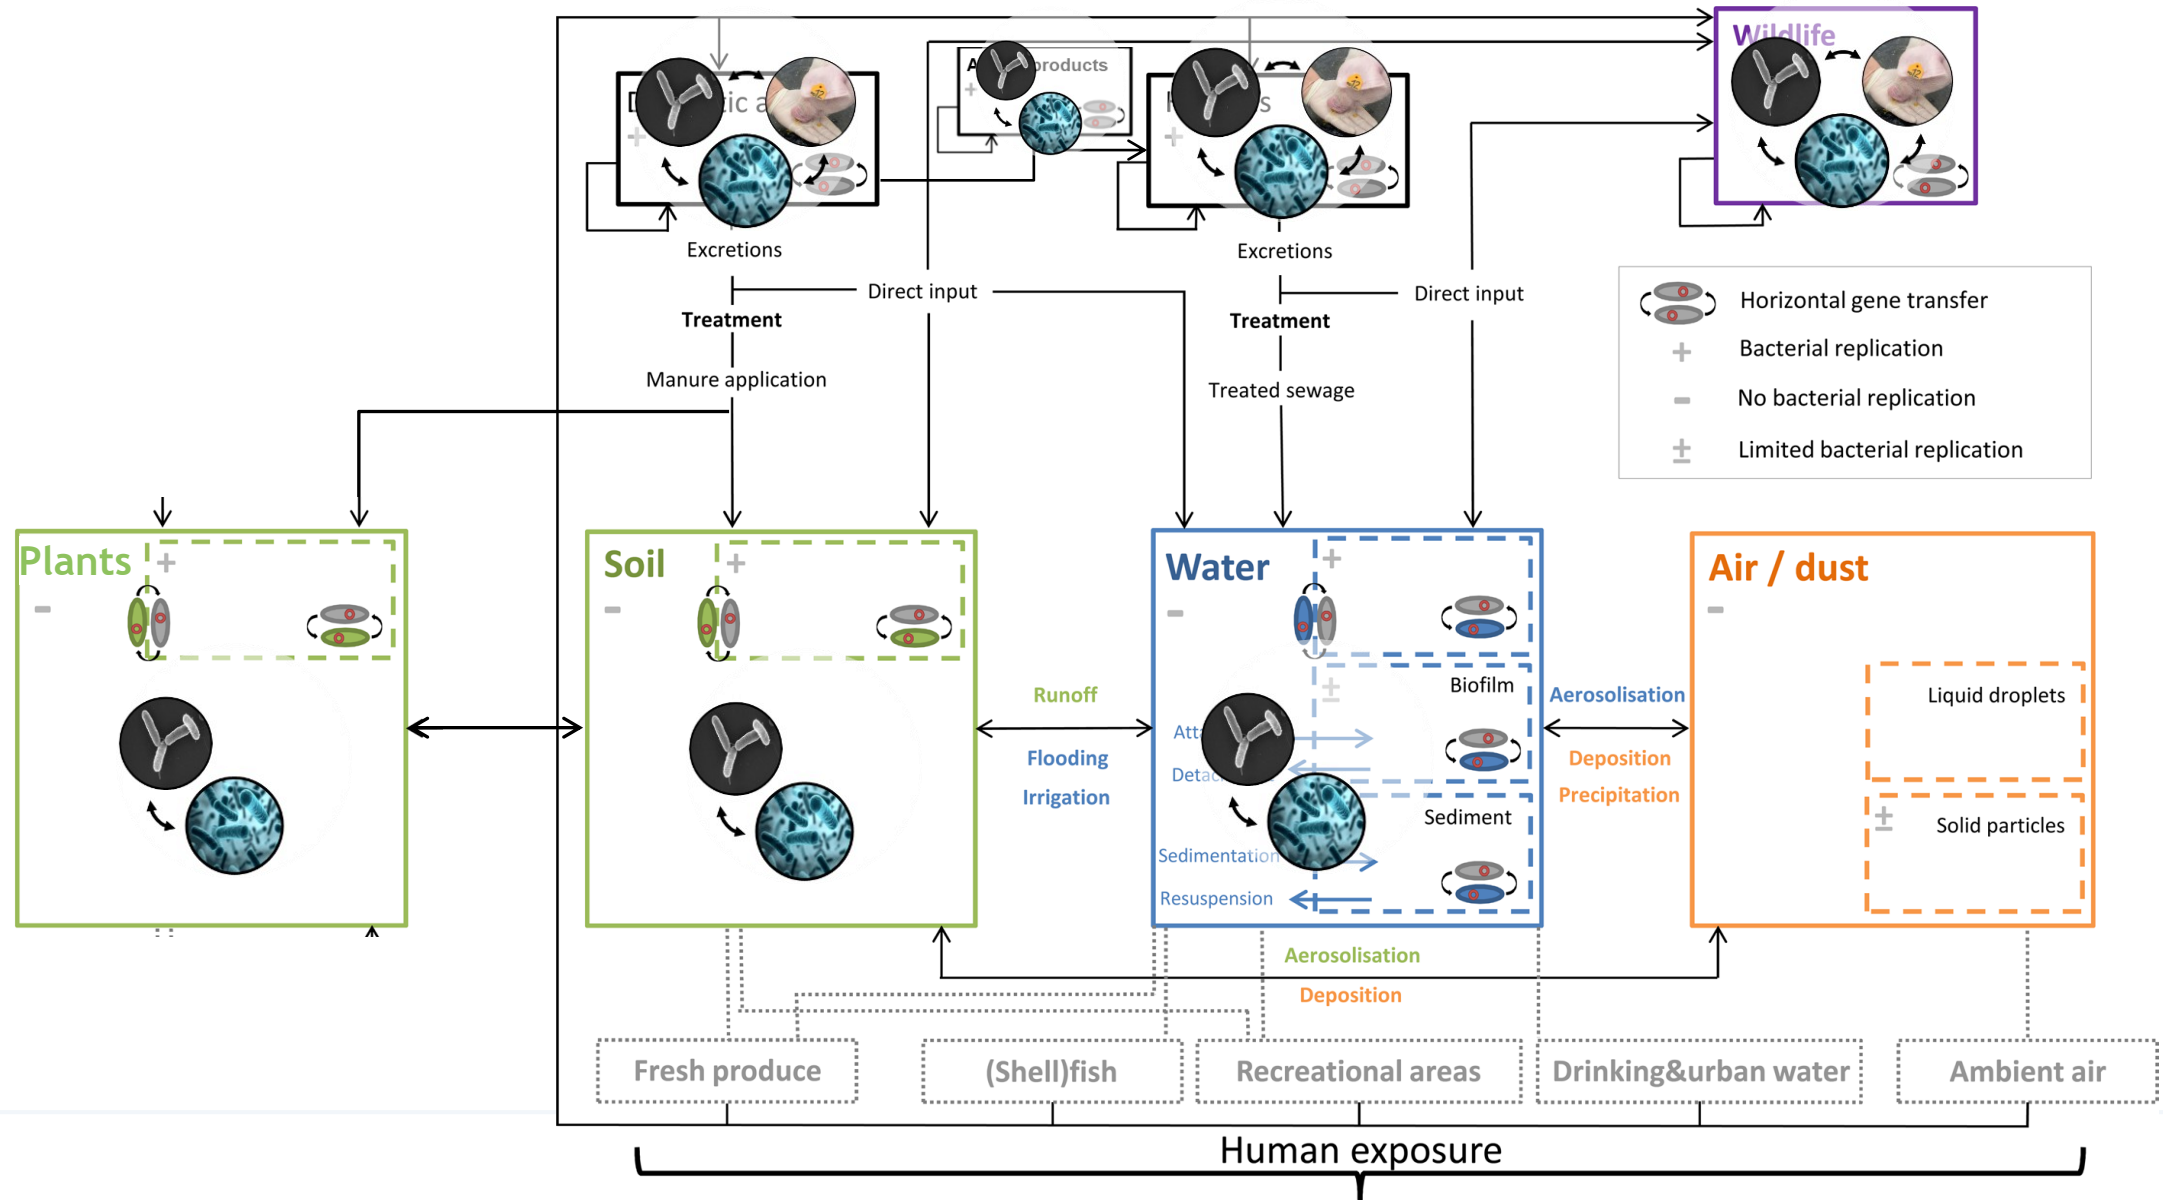 Wildlife
products
Excretions
Excretions
Direct input
Direct input
Treatment
Treatment
Manure application
Treated sewage
Horizontal gene transfer
+ Bacterial replication
- No bacterial replication
± Limited bacterial replication
Plants
+
-
Soil
+
-
Water
+
-
Air / dust
-
Biofilm
±
Liquid droplets
Runoff
Flooding
Irrigation
Aerosolisation
Deposition
Precipitation
Sediment
± Solid particles
Sedimentation
Resuspension
Aerosolisation
Deposition
Fresh produce
(Shell)fish
Recreational areas
Drinking&urban water
Ambient air
Human exposure